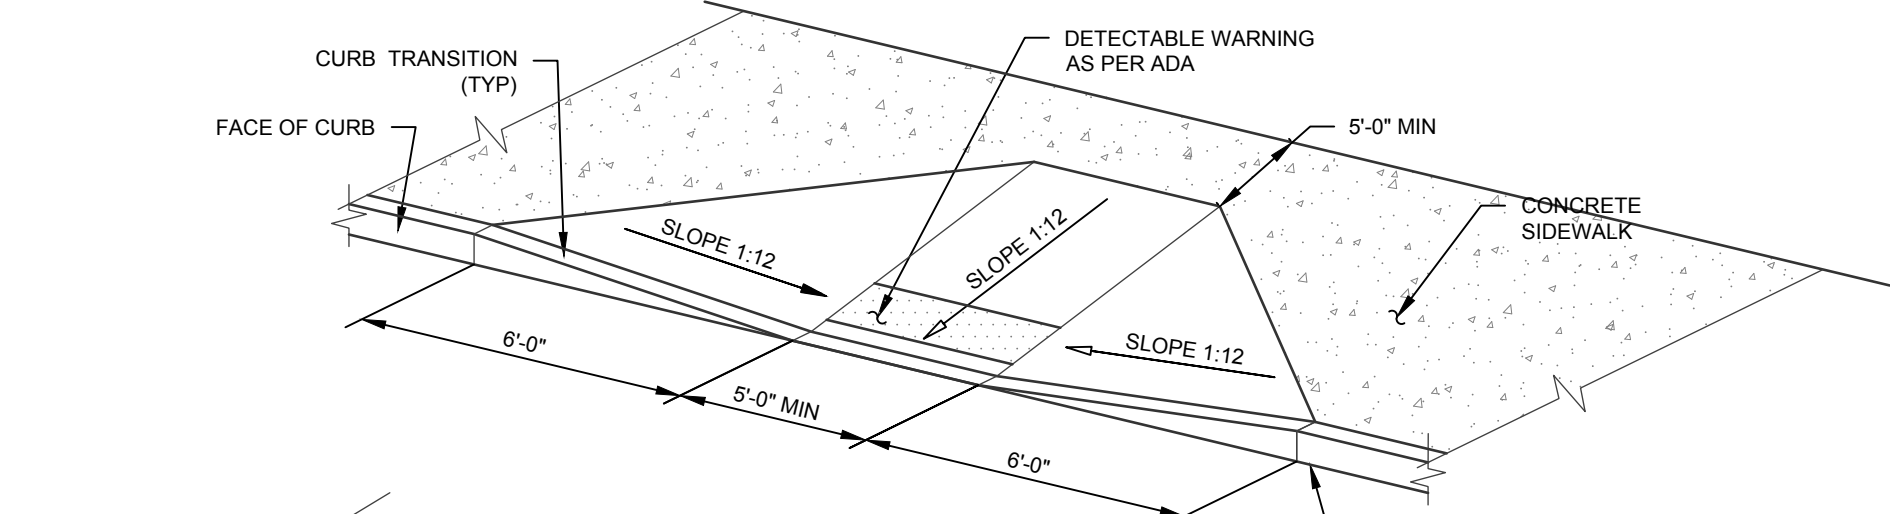 CURB TRANSITION
(TYP)
FACE OF CURB
DETECTABLE WARNING
AS PER ADA
5'-0" MIN
CONCRETE
SIDEWALK
SLOPE 1:12
SLOPE 1:12
SLOPE 1:12
6'-0"
5'-0" MIN
6'-0"